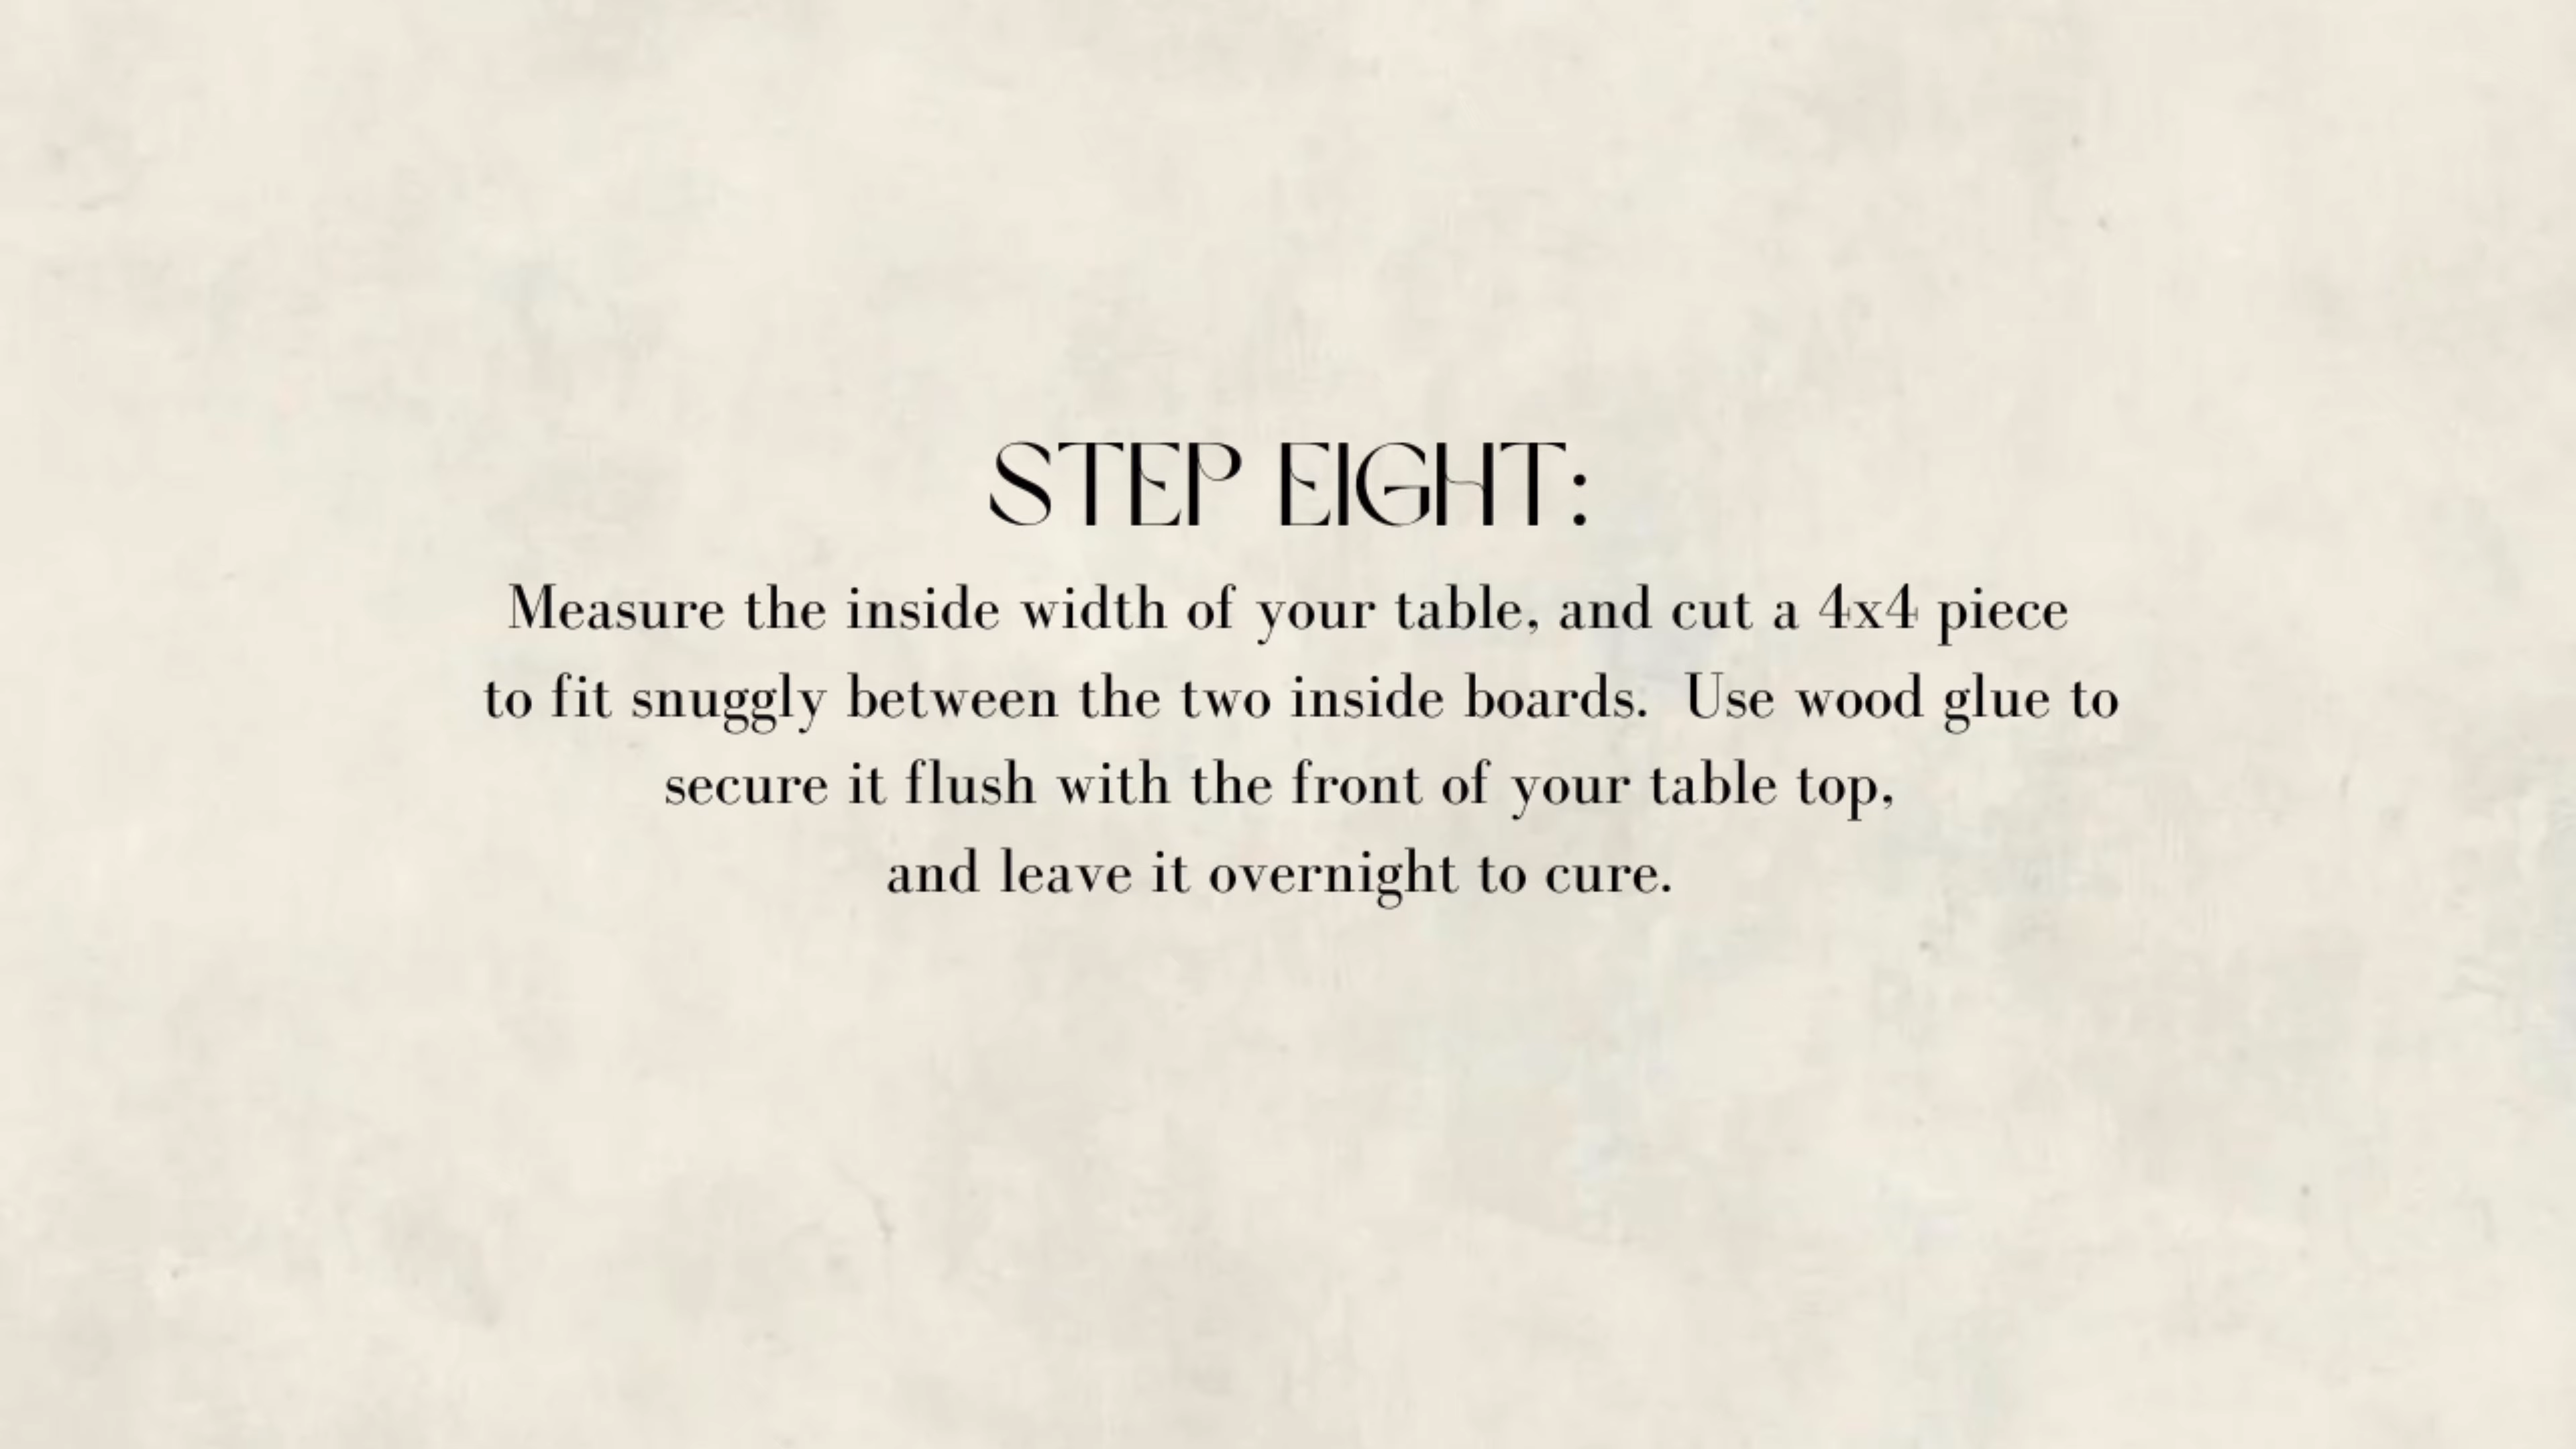 STEP EIGHT:
Measure the inside width of your table, and cut a 4x4 piece
to fit snuggly between the two inside boards.  Use wood glue to
secure it flush with the front of your table top,
and leave it overnight to cure.